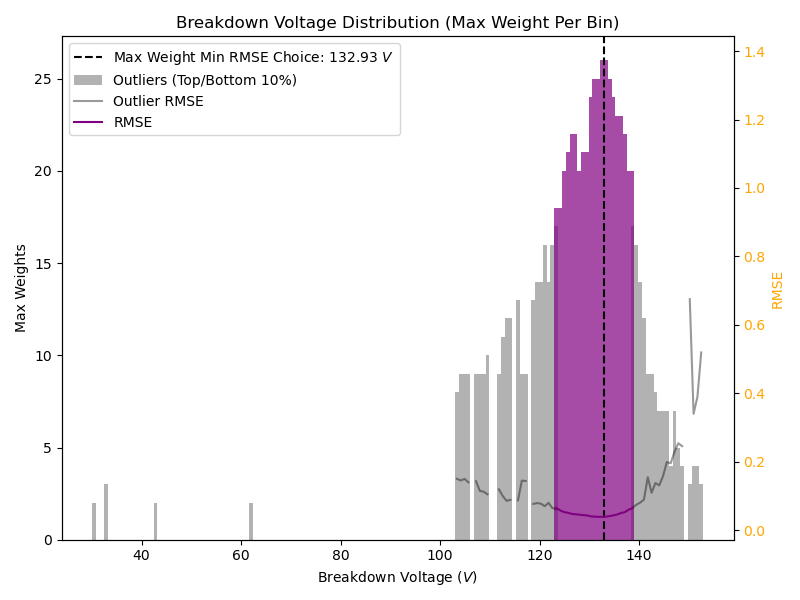 Breakdown Voltage Distribution (Max Weight Per Bin)
Max Weight Min RMSE Choice: 132.93 V
Outliers (Top/Bottom 10%)
Outlier RMSE
RMSE
Max Weights
25
20
15
10
5
0
1.4
1.2
1.0
0.8
0.6
0.4
0.2
0.0
RMSE
40 60 80 100 120 140
Breakdown Voltage (V)